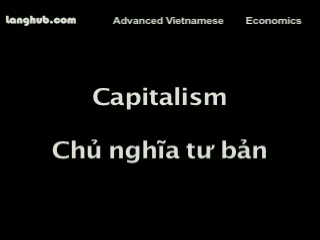 Langhub.com Advanced Vietnamese Economics
Capitalism
Chủ nghĩa tư bản